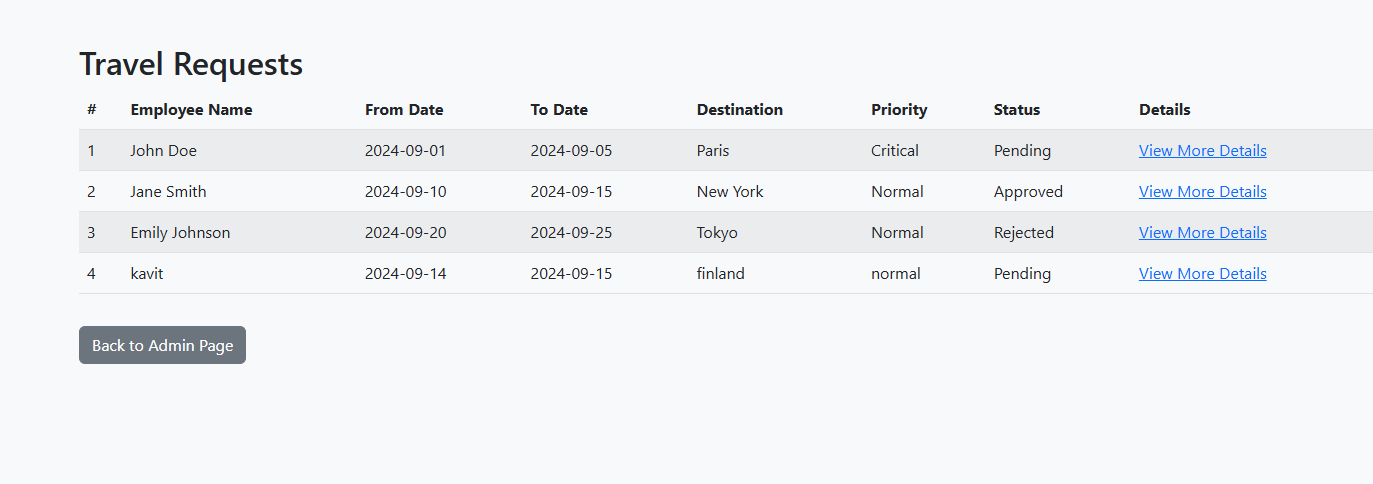 Travel Requests
# Employee Name From Date To Date Destination Priority Status Details
1 John Doe 2024-09-01 2024-09-05 Paris Critical Pending View More Details
2 Jane Smith 2024-09-10 2024-09-15 New York Normal Approved View More Details
3 Emily Johnson 2024-09-20 2024-09-25 Tokyo Normal Rejected View More Details
4 kavit 2024-09-14 2024-09-15 finland normal Pending View More Details
Back to Admin Page